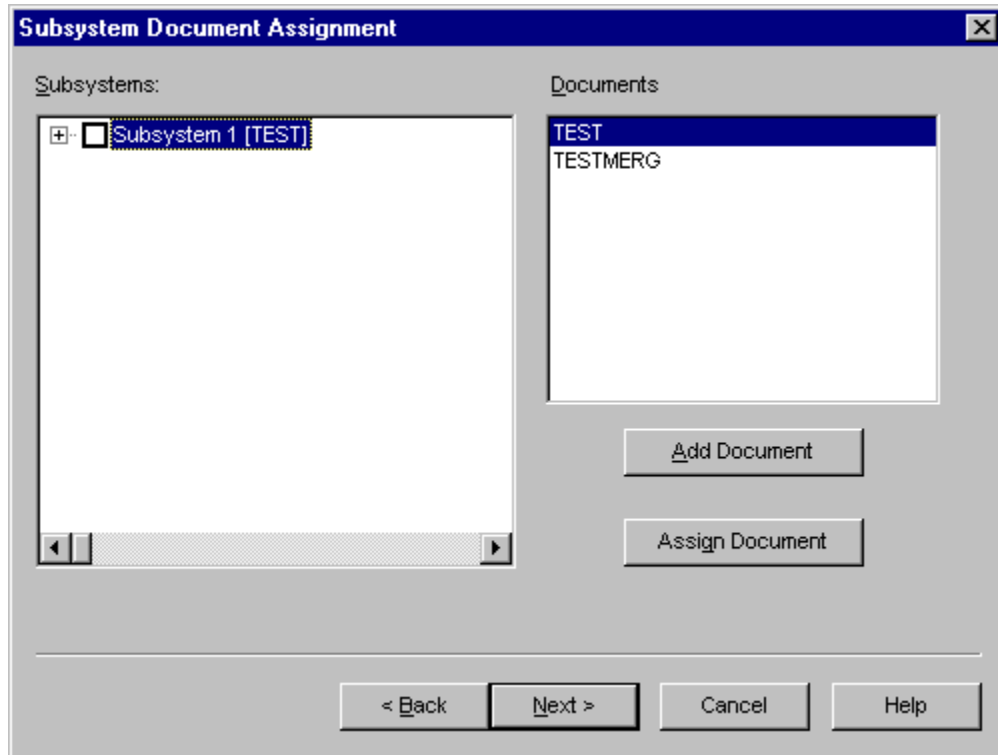 Subsystem Document Assignment
Subsystems:
Documents
Subsystem 1 [TEST]
TEST
TESTMERG
Add Document
Assign Document
< Back
Next >
Cancel
Help